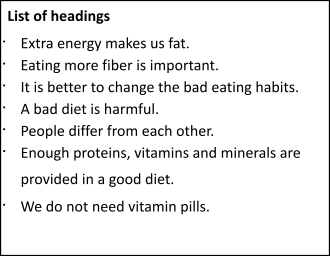 List of headings
· Extra energy makes us fat.
· Eating more fiber is important.
· It is better to change the bad eating habits.
· A bad diet is harmful.
· People differ from each other.
· Enough proteins, vitamins and minerals are
provided in a good diet.
· We do not need vitamin pills.